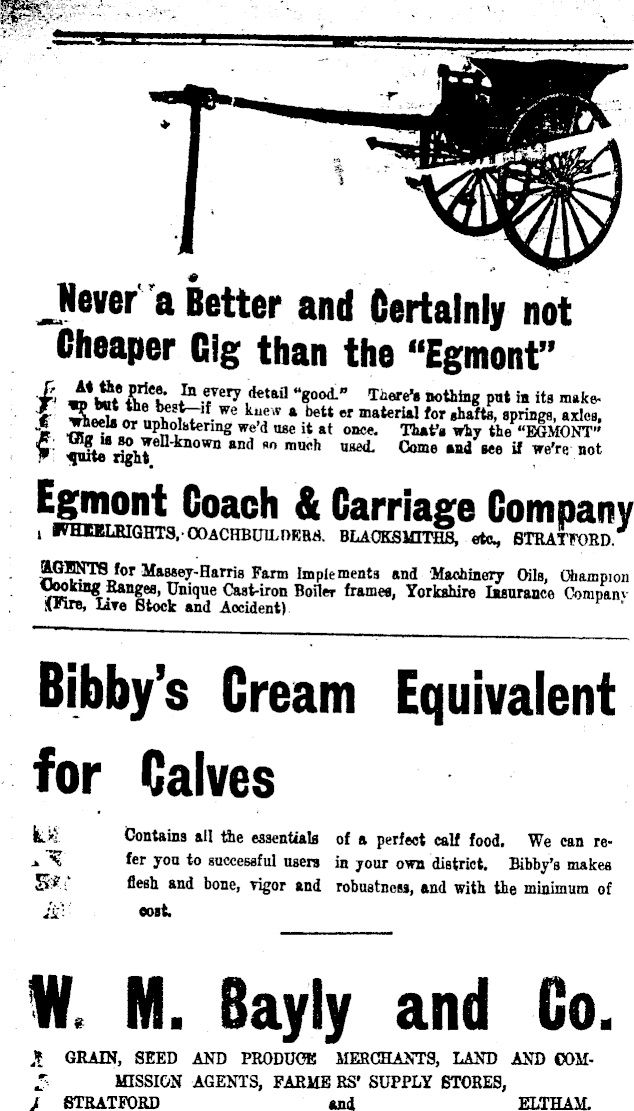 Never a Better and Certainly not
Cheaper Gig than the "Egmont"
At the price. In every detail "good." There's nothing put in its make-
up but the best—if we knew a bett er material for shafts, springs, axles,
wheels or upholstering we'd use it at once. That's why the "EGMONT"
Gig is so well-known and so much used. Come and see if we're not
quite right.
Egmont Coach & Carriage Company
WHEELRIGHTS, COACHBUILDERS. BLACKSMITHS, etc., STRATFORD.
AGENTS for Massey-Harris Farm Implements and Machinery Oils, Champion
Cooking Ranges, Unique Cast-iron Boiler frames, Yorkshire Insurance Company
(Fire, Live Stock and Accident)
Bibby's Cream Equivalent
for Calves
Contains all the essentials of a perfect calf food. We can re-
fer you to successful users in your own district. Bibby's makes
flesh and bone, vigor and robustness, and with the minimum of
cost.
W. M. Bayly and Co.
GRAIN, SEED AND PRODUCE MERCHANTS, LAND AND COM-
MISSION AGENTS, FARME RS' SUPPLY STORES,
STRATFORD and ELTHAM.